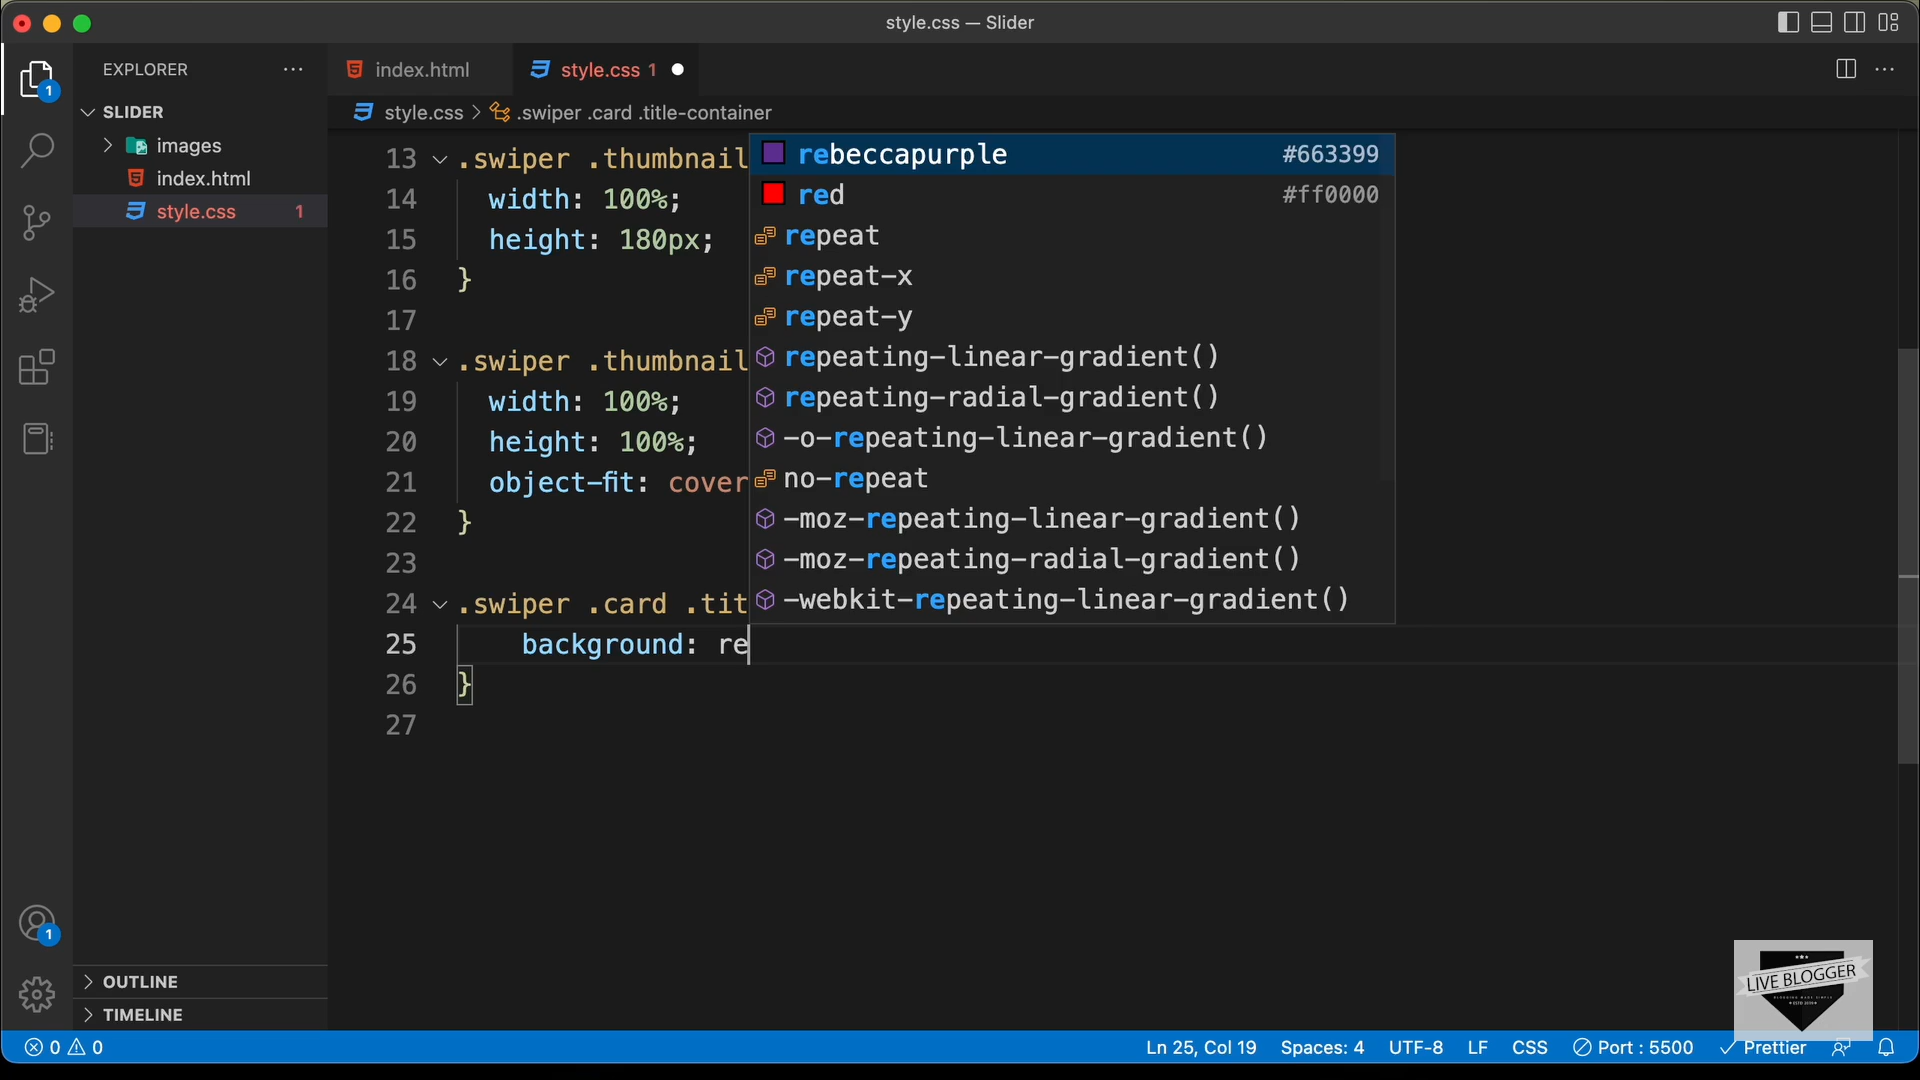 style.css — Slider
EXPLORER
index.html
style.css 1
SLIDER
images
index.html
style.css 1
OUTLINE
TIMELINE
1
1
style.css > .swiper .card .title-container
13 .swiper .thumbnail
14 width: 100%;
15 height: 180px;
16 }
17
18 .swiper .thumbnail
19 width: 100%;
20 height: 100%;
21 object-fit: cover
22 }
23
24 .swiper .card .tit
25 background: re
26 }
27
rebeccapurple #663399
red #ff0000
repeat
repeat-x
repeat-y
repeating-linear-gradient()
repeating-radial-gradient()
-o-repeating-linear-gradient()
no-repeat
-moz-repeating-linear-gradient()
-moz-repeating-radial-gradient()
-webkit-repeating-linear-gradient()
LIVE BLOGGER
0 0
Ln 25, Col 19 Spaces: 4 UTF-8 LF CSS Port : 5500 Prettier